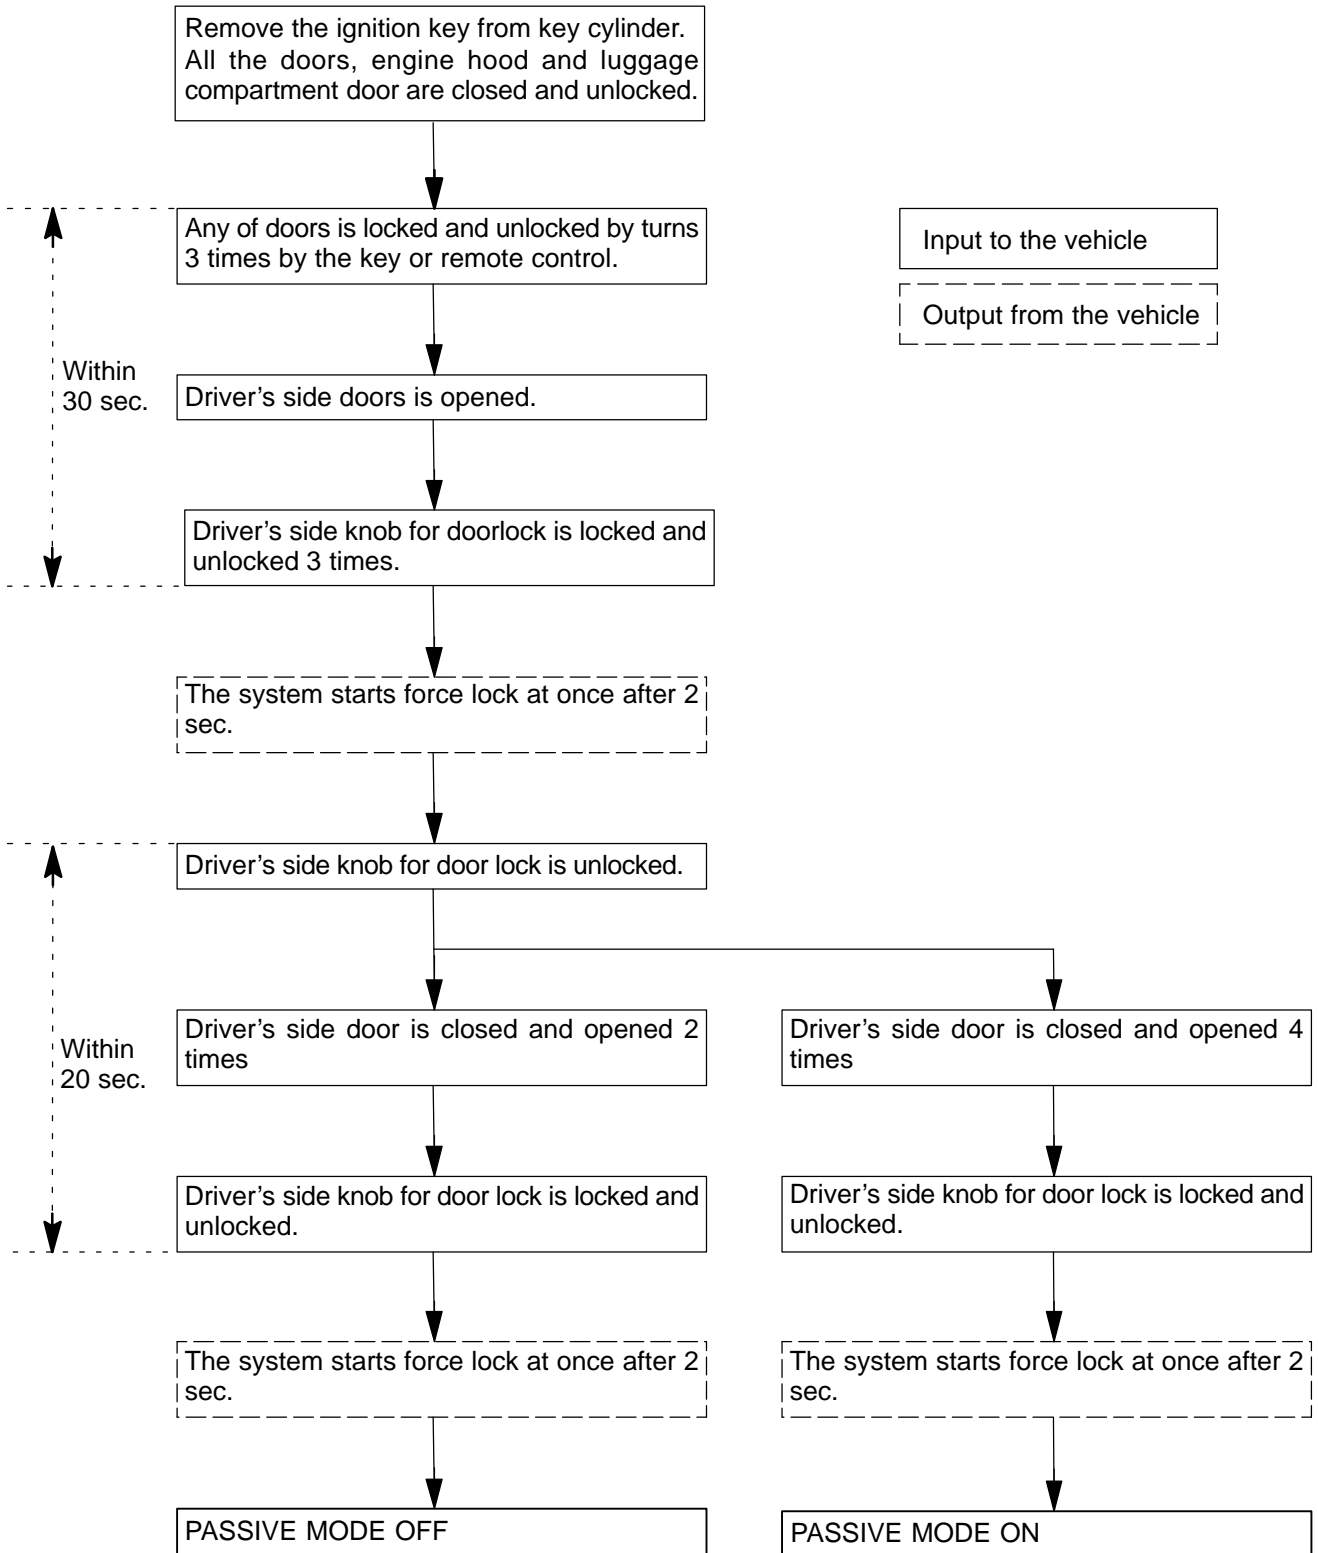 Remove the ignition key from key cylinder.
All the doors, engine hood and luggage
compartment door are closed and unlocked.
Any of doors is locked and unlocked by turns
3 times by the key or remote control.
Input to the vehicle
Output from the vehicle
Within
30 sec.
Driver’s side doors is opened.
Driver’s side knob for doorlock is locked and
unlocked 3 times.
The system starts force lock at once after 2
sec.
Driver’s side knob for door lock is unlocked.
Within
20 sec.
Driver’s side door is closed and opened 2
times
Driver’s side door is closed and opened 4
times
Driver’s side knob for door lock is locked and
unlocked.
Driver’s side knob for door lock is locked and
unlocked.
The system starts force lock at once after 2
sec.
The system starts force lock at once after 2
sec.
PASSIVE MODE OFF
PASSIVE MODE ON